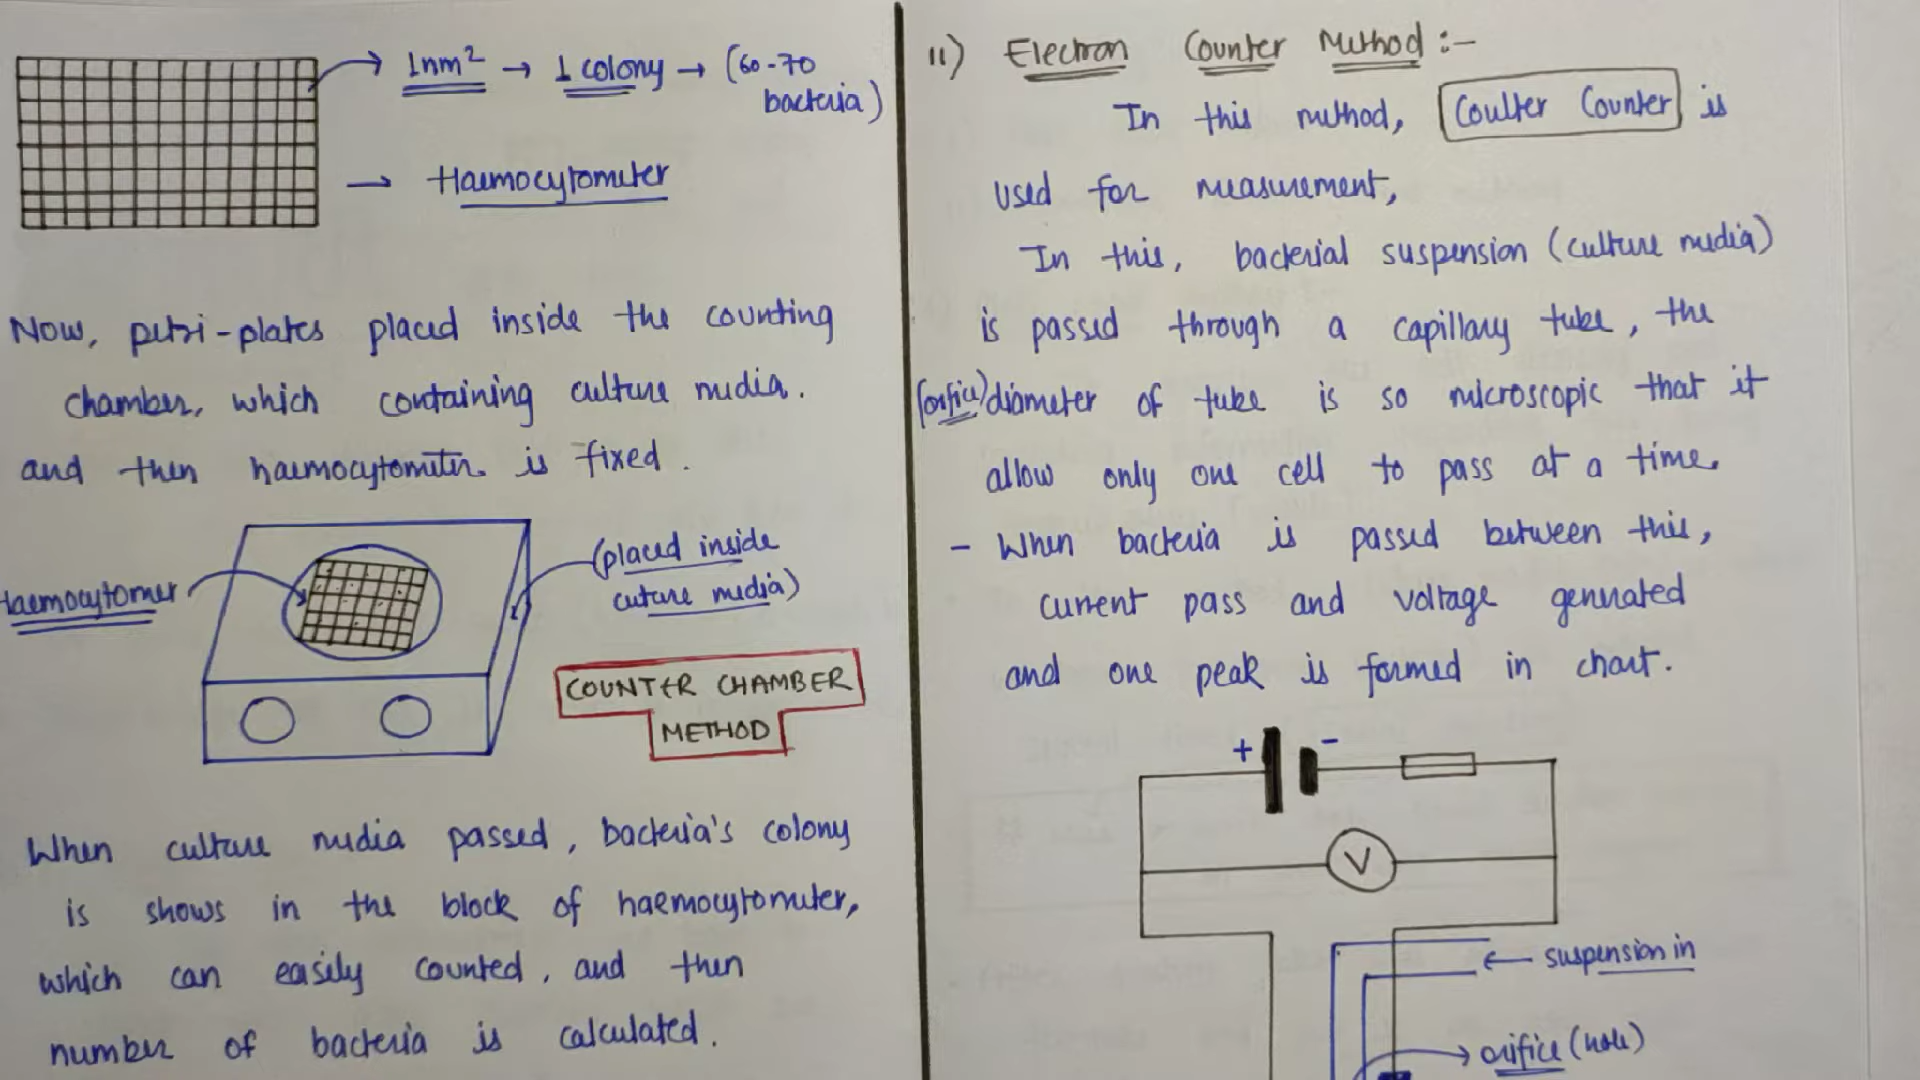 1nm² → 1 colony → (60-70
bacteria)
→ Haemocytometer
Now, petri-plates placed inside the counting
chamber, which containing culture media.
and then haemocytometer is fixed.
Haemocytomer
(placed inside
cuture media)
COUNTER CHAMBER
METHOD
When culture media passed, bacteria's colony
is shows in the block of haemocytometer,
which can easily counted, and then
number of bacteria is calculated.
11) Electron Counter Method :-
In this method, Coulter Counter is
used for measurement,
In this, bacterial suspension (culture media)
is passed through a capillary tube, the
(orifice) diameter of tube is so microscopic that it
allow only one cell to pass at a time.
- When bacteria is passed between this,
current pass and voltage generated
and one peak is formed in chart.
+ -
V
← suspension in
→ orifice (hole)